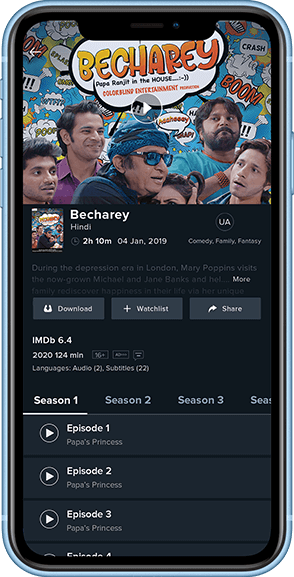 CRASH
BECHAREY
Papa Ranjit in the HOUSE....:-))
COLORBLIND ENTERTAINMENT PRODUCTION
BOOM!
BOOM
Becharey
Hindi
UA
2h 10m 04 Jan, 2019
Comedy, Family, Fantasy
During the depression era in London, Mary Poppins visits
the now-grown Michael and Jane Banks and hel... More
family rediscover happiness in their life via her unique
Download
Watchlist
Share
IMDb 6.4
2020 124 min 16+
Languages: Audio (2), Subtitles (22)
Season 1 Season 2 Season 3 Seas
Episode 1
Papa's Princess
Episode 2
Papa's Princess
Episode 3
Papa's Princess
Episode 4